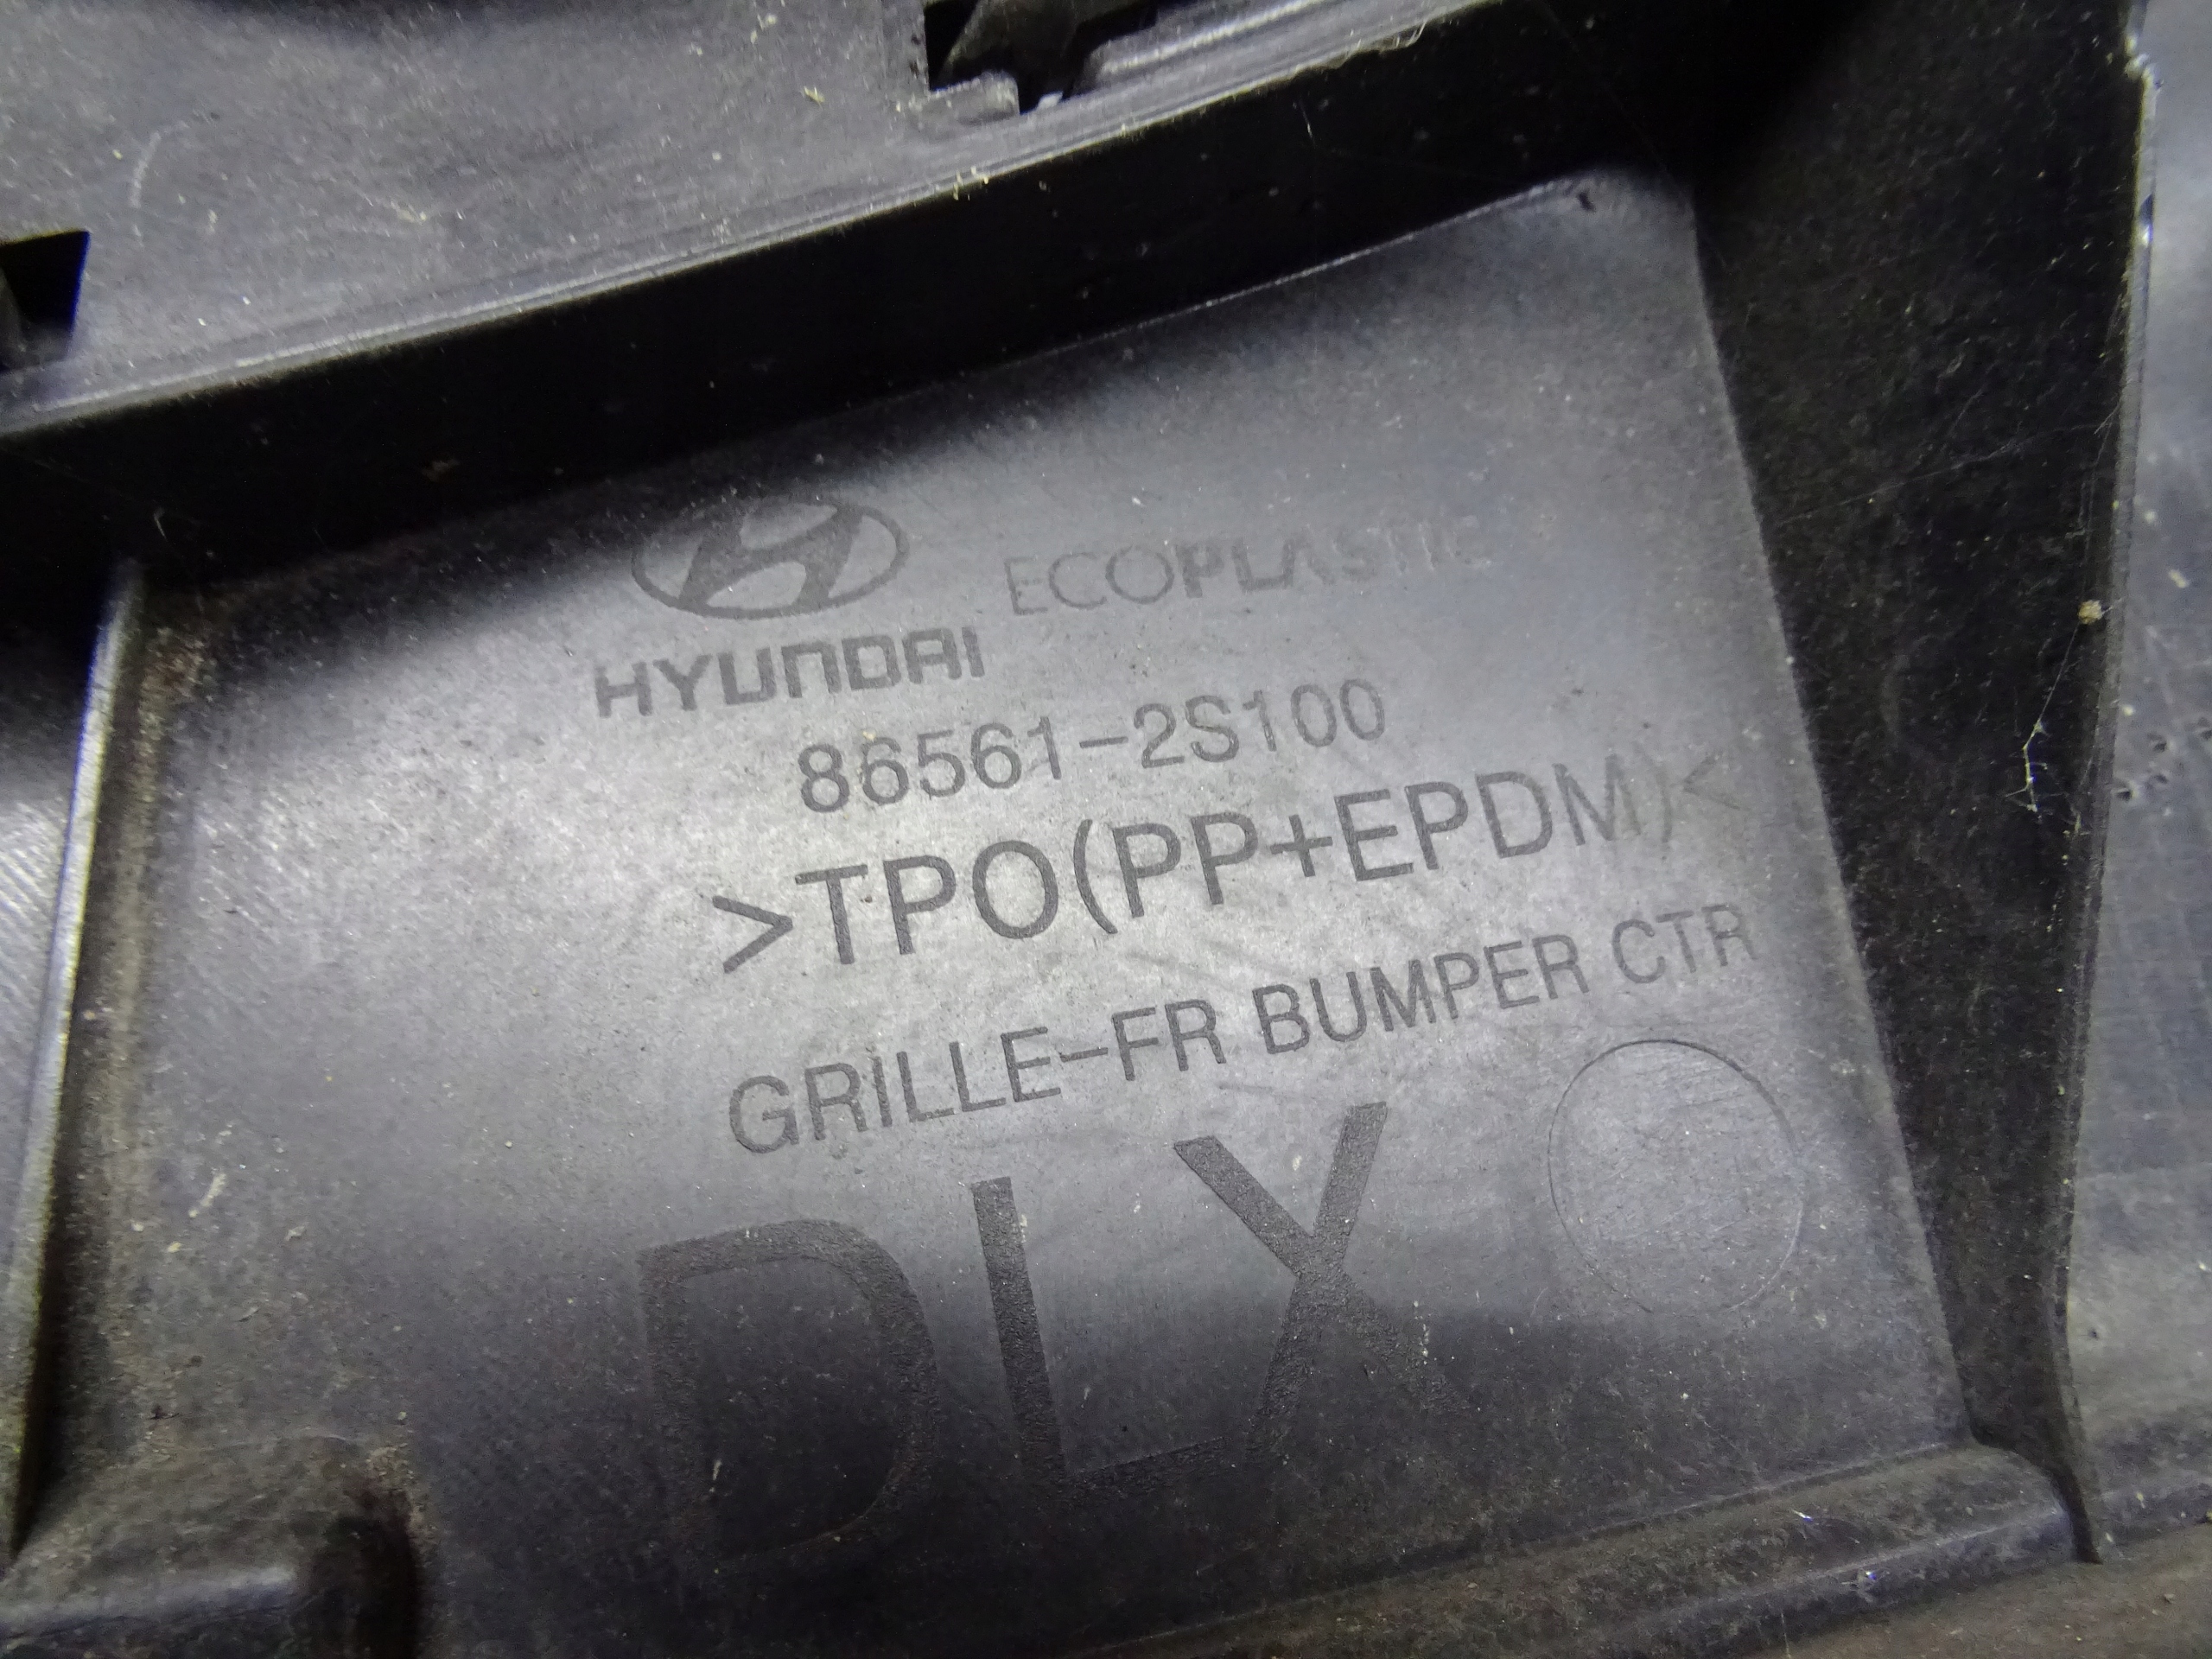 ECOPLASTIC
HYUNDAI
86561-2S100
>TPO(PP+EPDM)<
GRILLE-FR BUMPER CTR
DLX